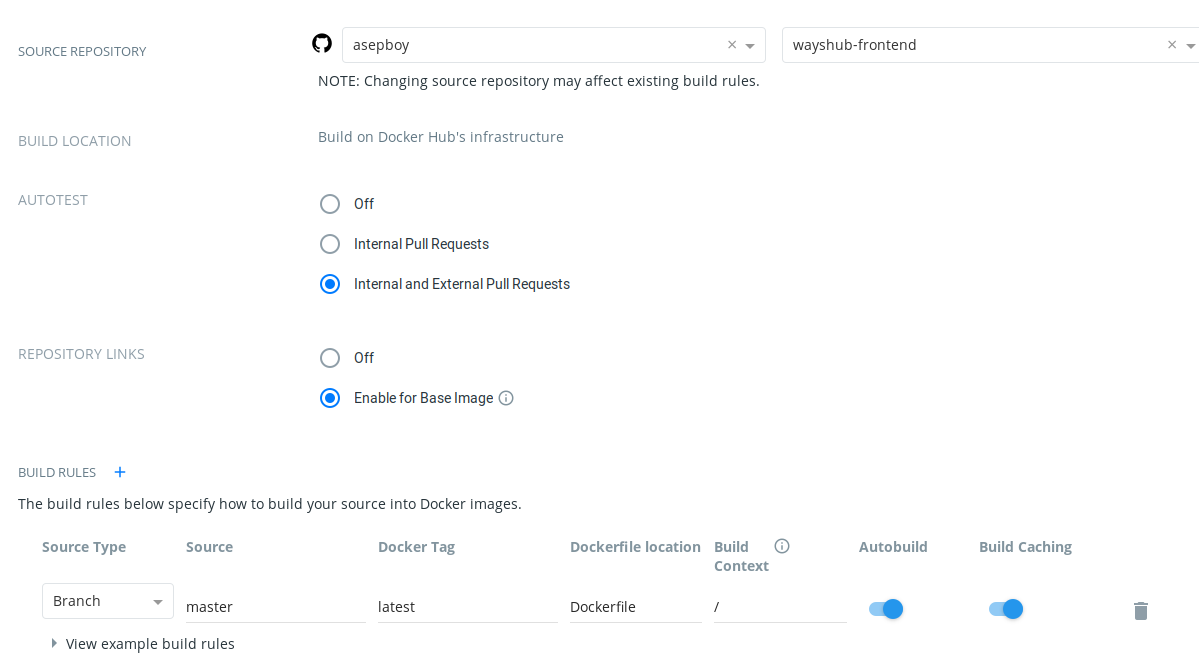 SOURCE REPOSITORY
asepboy × wayshub-frontend ×
NOTE: Changing source repository may affect existing build rules.
BUILD LOCATION Build on Docker Hub's infrastructure
AUTOTEST
Off
Internal Pull Requests
Internal and External Pull Requests
REPOSITORY LINKS
Off
Enable for Base Image
BUILD RULES +
The build rules below specify how to build your source into Docker images.
Source Type Source Docker Tag Dockerfile location Build Context Autobuild Build Caching
Branch master latest Dockerfile /
View example build rules